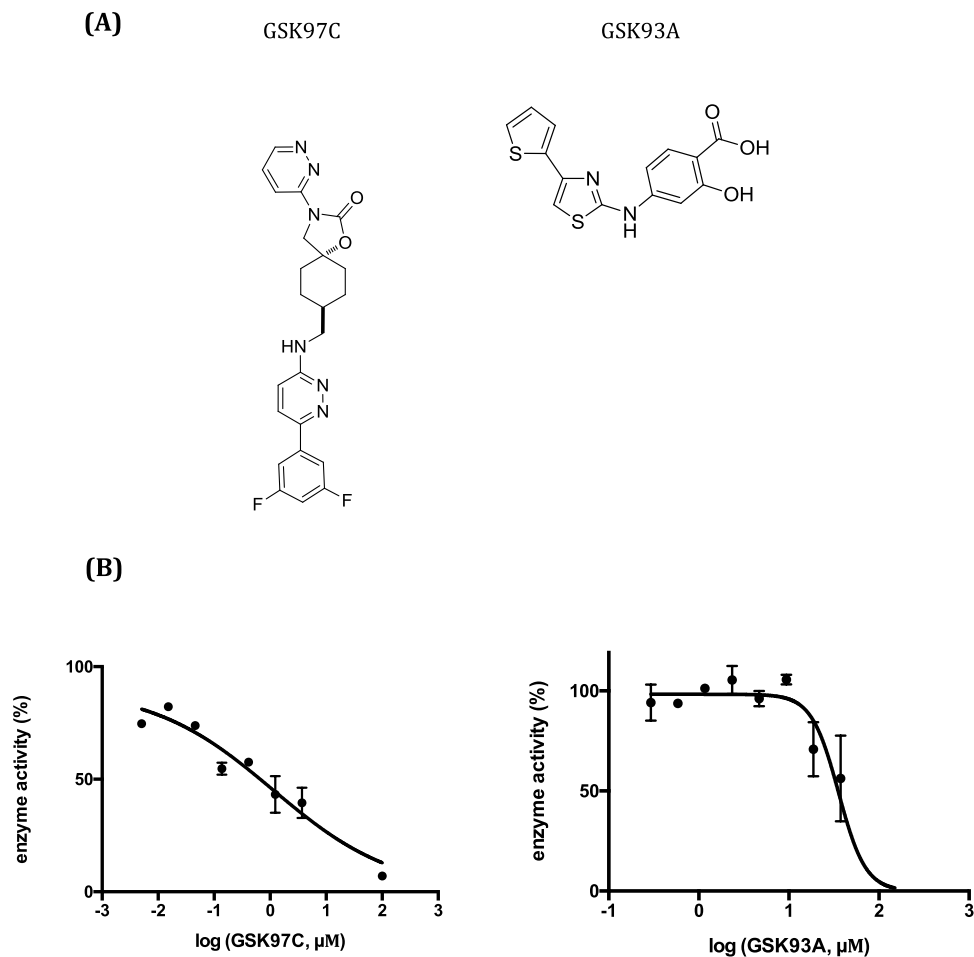 (A)
GSK97C
GSK93A
N
N
N
O
O
HN
N
N
F
F
S
N
S
N
H
O
OH
OH
(B)
100
50
0
-3
-2
-1
0
1
2
3
enzyme activity (%)
log (GSK97C, µM)
100
50
0
-1
0
1
2
3
enzyme activity (%)
log (GSK93A, µM)